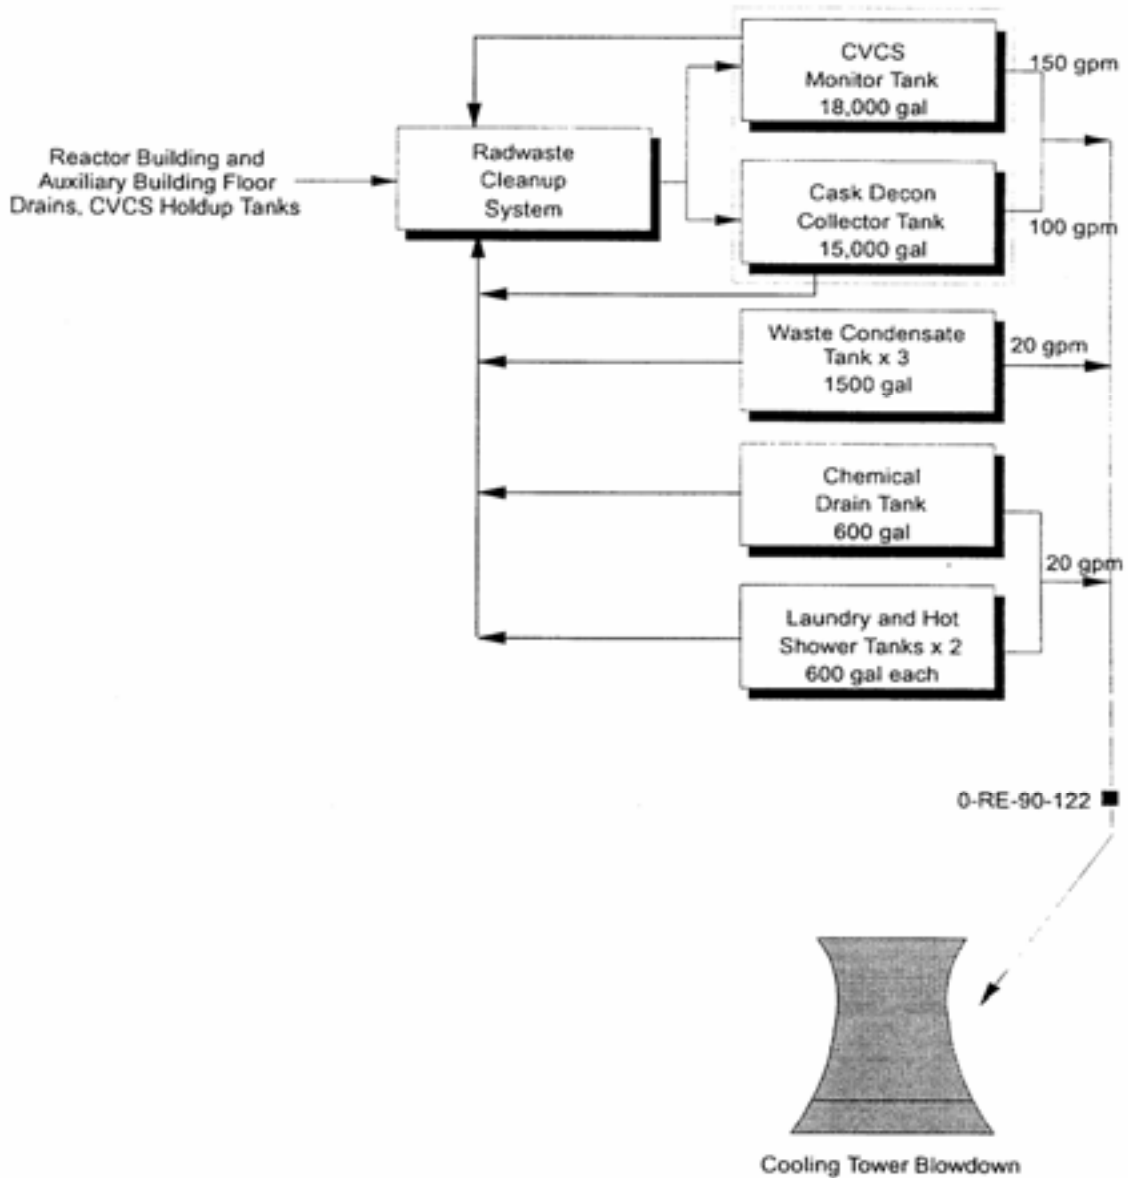 CVCS
Monitor Tank
18,000 gal
150 gpm
Reactor Building and
Auxiliary Building Floor
Drains, CVCS Holdup Tanks
Radwaste
Cleanup
System
Cask Decon
Collector Tank
15,000 gal
100 gpm
Waste Condensate
Tank x 3
1500 gal
20 gpm
Chemical
Drain Tank
600 gal
20 gpm
Laundry and Hot
Shower Tanks x 2
600 gal each
0-RE-90-122
Cooling Tower Blowdown